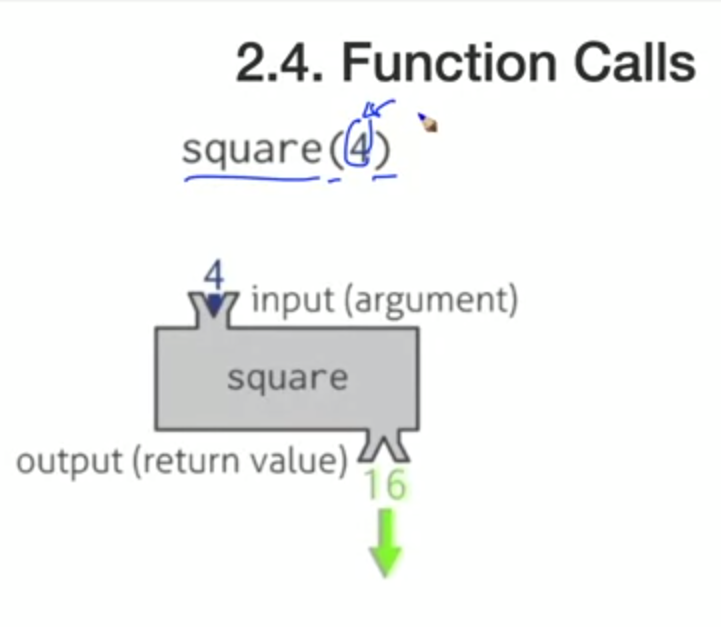 2.4. Function Calls
square(4)
4
input (argument)
square
output (return value)
16